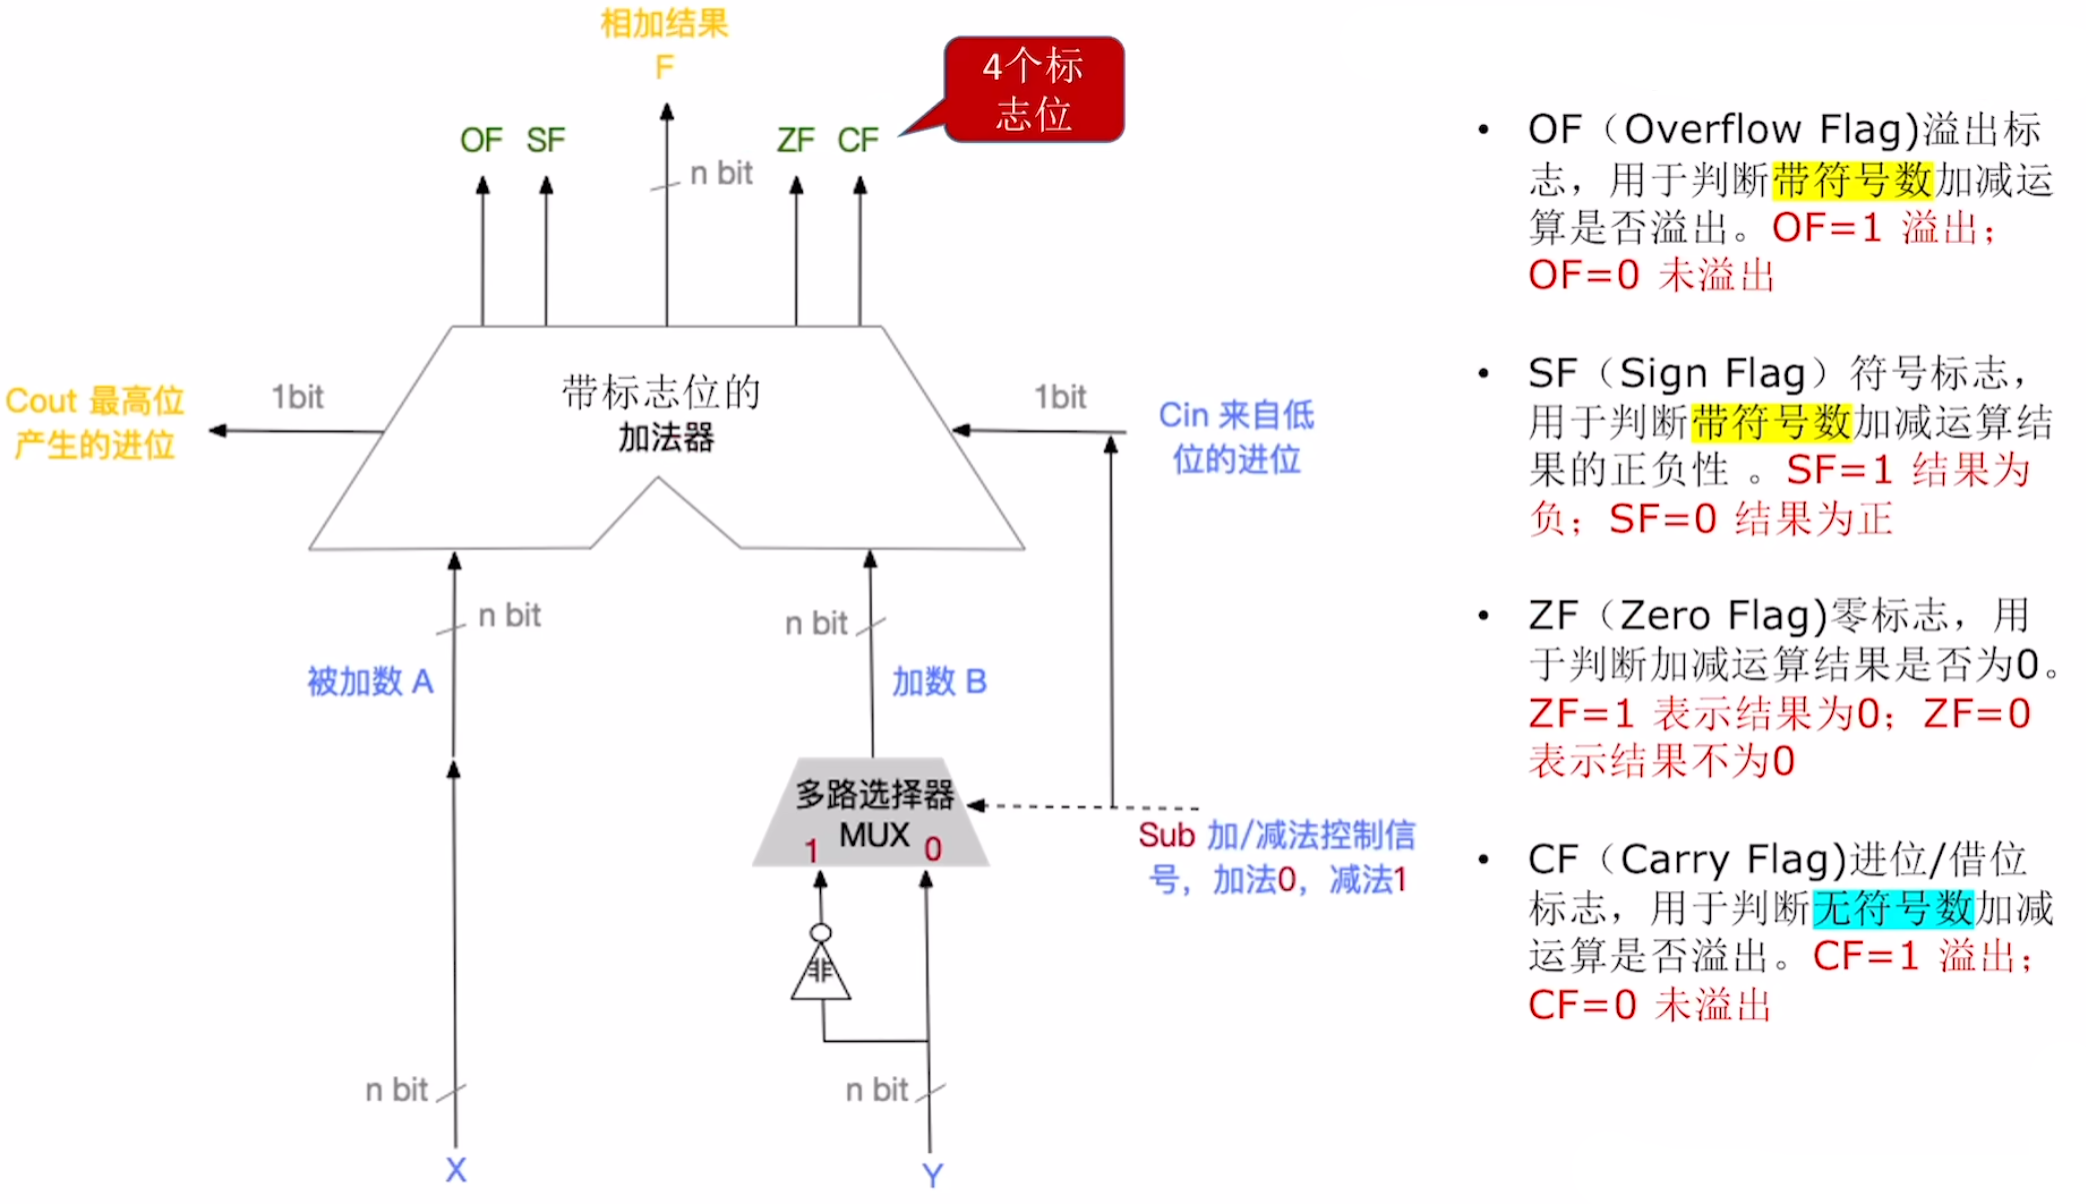 相加结果
F
4个标
志位
OF SF
ZF CF
n bit
带标志位的
加法器
Cout 最高位
产生的进位
1bit
1bit
Cin 来自低
位的进位
n bit
n bit
被加数 A
加数 B
多路选择器
MUX
1
0
Sub 加/减法控制信
号，加法0，减法1
非
n bit
n bit
X
Y
• OF（Overflow Flag)溢出标
志，用于判断带符号数加减运
算是否溢出。OF=1 溢出；
OF=0 未溢出
• SF（Sign Flag）符号标志，
用于判断带符号数加减运算结
果的正负性 。SF=1 结果为
负；SF=0 结果为正
• ZF（Zero Flag)零标志，用
于判断加减运算结果是否为0。
ZF=1 表示结果为0；ZF=0
表示结果不为0
• CF（Carry Flag)进位/借位
标志，用于判断无符号数加减
运算是否溢出。CF=1 溢出；
CF=0 未溢出